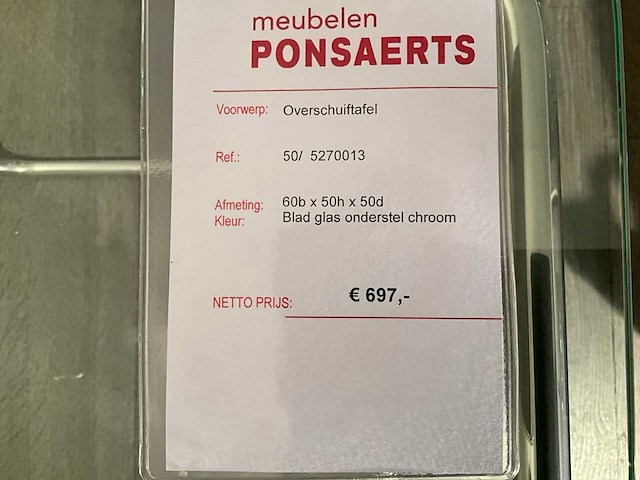 meubelen
PONSAERTS
Voorwerp: Overschuiftafel
Ref.: 50/ 5270013
Afmeting: 60b x 50h x 50d
Kleur: Blad glas onderstel chroom
NETTO PRIJS: € 697,-